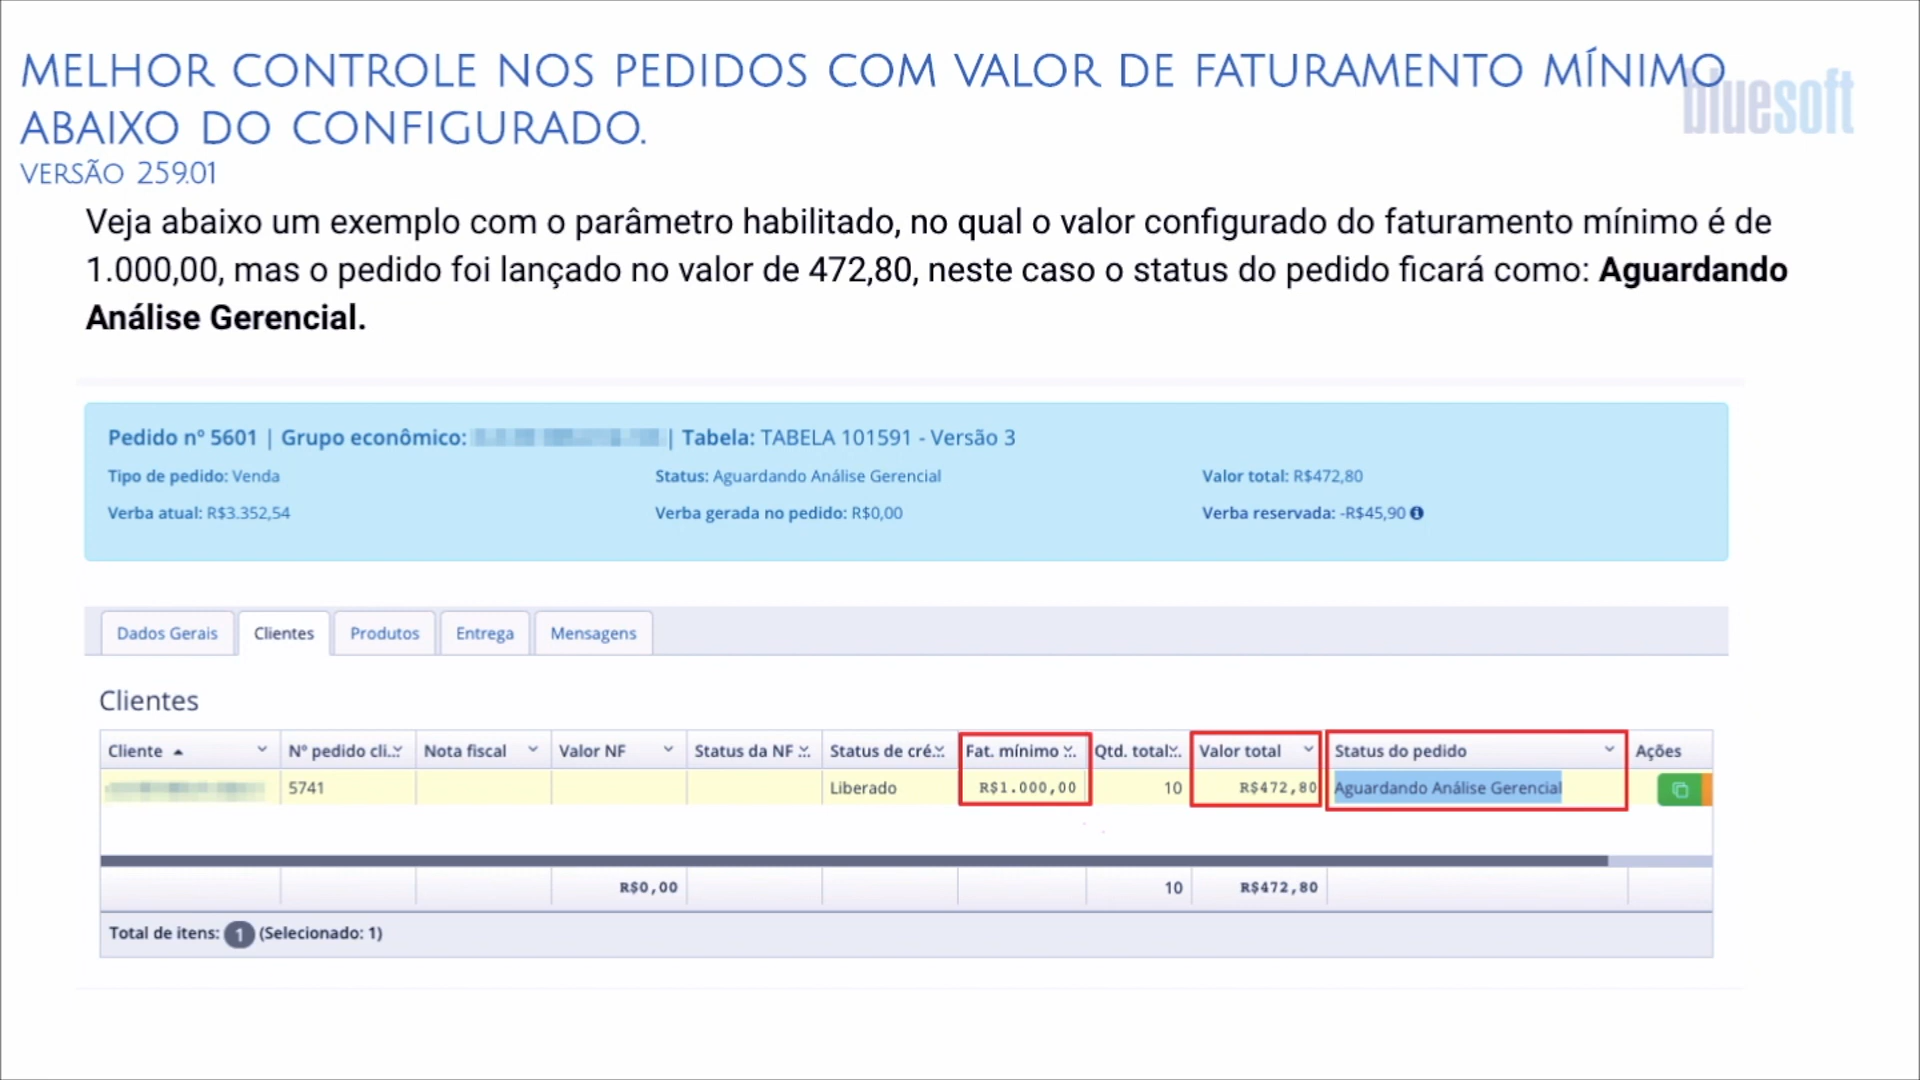 MELHOR CONTROLE NOS PEDIDOS COM VALOR DE FATURAMENTO MÍNIMO
ABAIXO DO CONFIGURADO.
bluesoft
VERSÃO 259.01
Veja abaixo um exemplo com o parâmetro habilitado, no qual o valor configurado do faturamento mínimo é de
1.000,00, mas o pedido foi lançado no valor de 472,80, neste caso o status do pedido ficará como: Aguardando
Análise Gerencial.
Pedido nº 5601 | Grupo econômico: | Tabela: TABELA 101591 - Versão 3
Tipo de pedido: Venda Status: Aguardando Análise Gerencial Valor total: R$472,80
Verba atual: R$3.352,54 Verba gerada no pedido: R$0,00 Verba reservada: -R$45,90
Dados Gerais Clientes Produtos Entrega Mensagens
Clientes
Cliente Nº pedido cli... Nota fiscal Valor NF Status da NF ... Status de cré... Fat. mínimo ... Qtd. total... Valor total Status do pedido Ações
5741 Liberado R$1.000,00 10 R$472,80 Aguardando Análise Gerencial
R$0,00 10 R$472,80
Total de itens: 1 (Selecionado: 1)